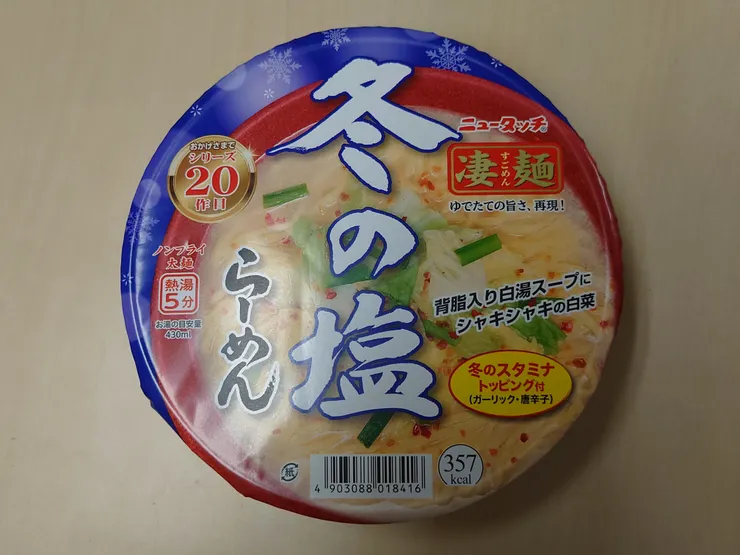 冬の塩
らーめん
おかげさまで
シリーズ
20
作目
ニュータッチ
凄麺
すごめん
ゆでたての旨さ、再現！
ノンフライ
太麺
熱湯
5分
お湯の目安量
430ml
背脂入り白湯スープに
シャキシャキの白菜
冬のスタミナ
トッピング付
(ガーリック・唐辛子)
紙
4 903088 018416
357
kcal